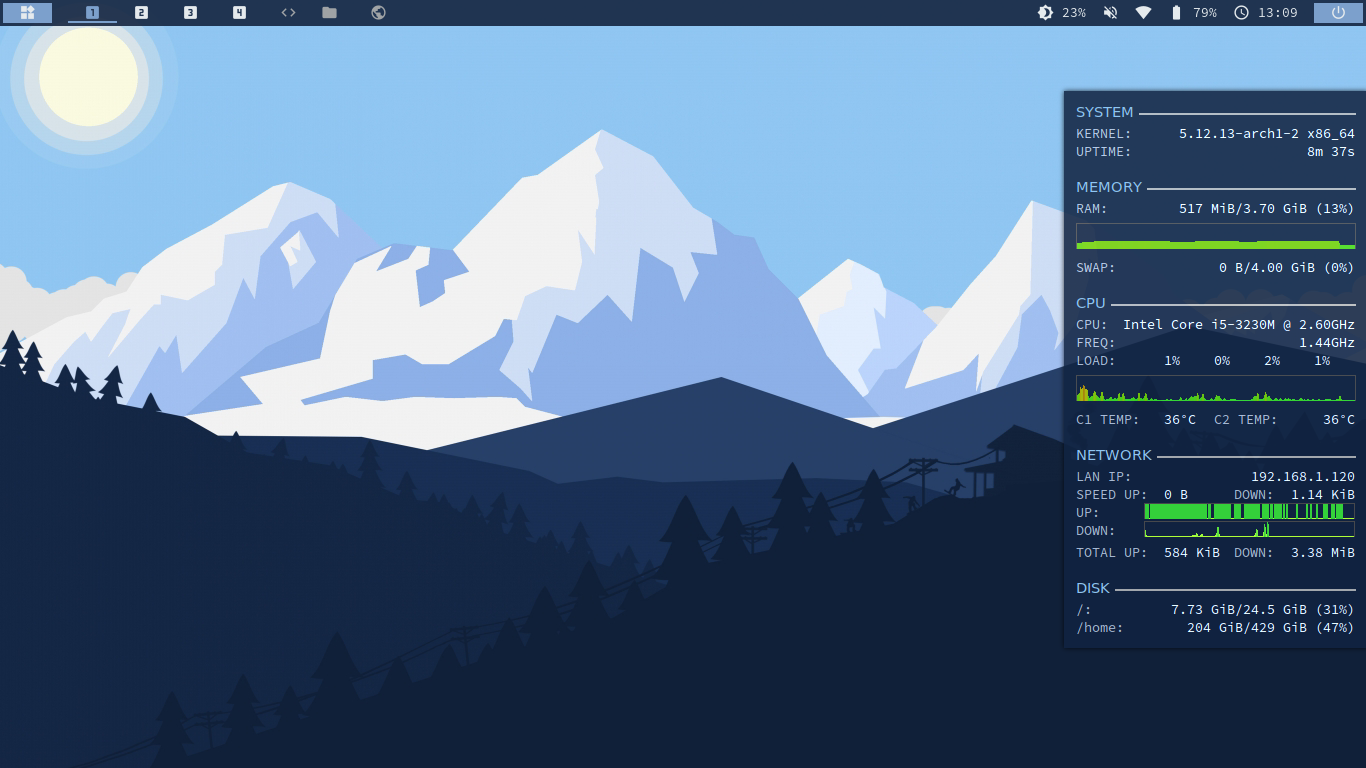 1 2 3 4 <> 23% 79% 13:09
SYSTEM
KERNEL: 5.12.13-arch1-2 x86_64
UPTIME: 8m 37s
MEMORY
RAM: 517 MiB/3.70 GiB (13%)
SWAP: 0 B/4.00 GiB (0%)
CPU
CPU: Intel Core i5-3230M @ 2.60GHz
FREQ: 1.44GHz
LOAD: 1% 0% 2% 1%
C1 TEMP: 36°C C2 TEMP: 36°C
NETWORK
LAN IP: 192.168.1.120
SPEED UP: 0 B DOWN: 1.14 KiB
UP:
DOWN:
TOTAL UP: 584 KiB DOWN: 3.38 MiB
DISK
/: 7.73 GiB/24.5 GiB (31%)
/home: 204 GiB/429 GiB (47%)